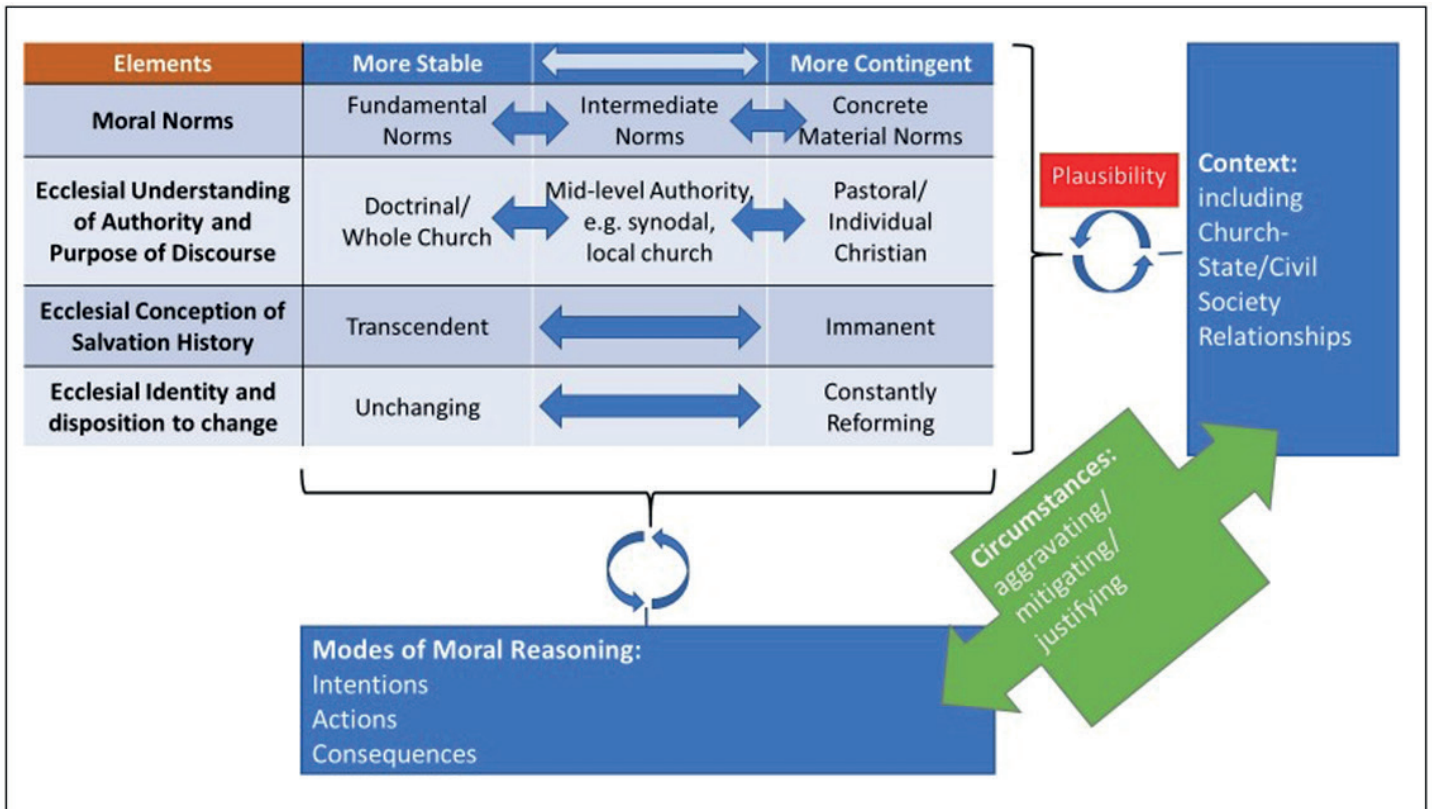 Elements
More Stable
More Contingent
Moral Norms
Fundamental
Norms
Intermediate
Norms
Concrete
Material Norms
Ecclesial Understanding
of Authority and
Purpose of Discourse
Doctrinal/
Whole Church
Mid-level Authority,
e.g. synodal,
local church
Pastoral/
Individual
Christian
Ecclesial Conception of
Salvation History
Transcendent
Immanent
Ecclesial Identity and
disposition to change
Unchanging
Constantly
Reforming
Plausibility
Context:
including
Church-
State/Civil
Society
Relationships
Circumstances:
aggravating/
mitigating/
justifying
Modes of Moral Reasoning:
Intentions
Actions
Consequences